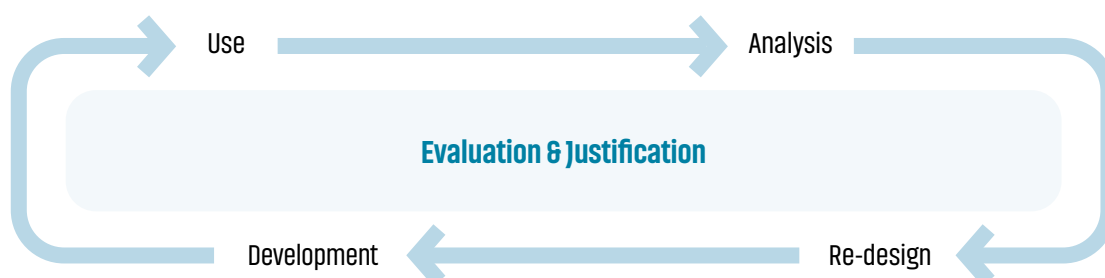 Use
Analysis
Evaluation & Justification
Development
Re-design